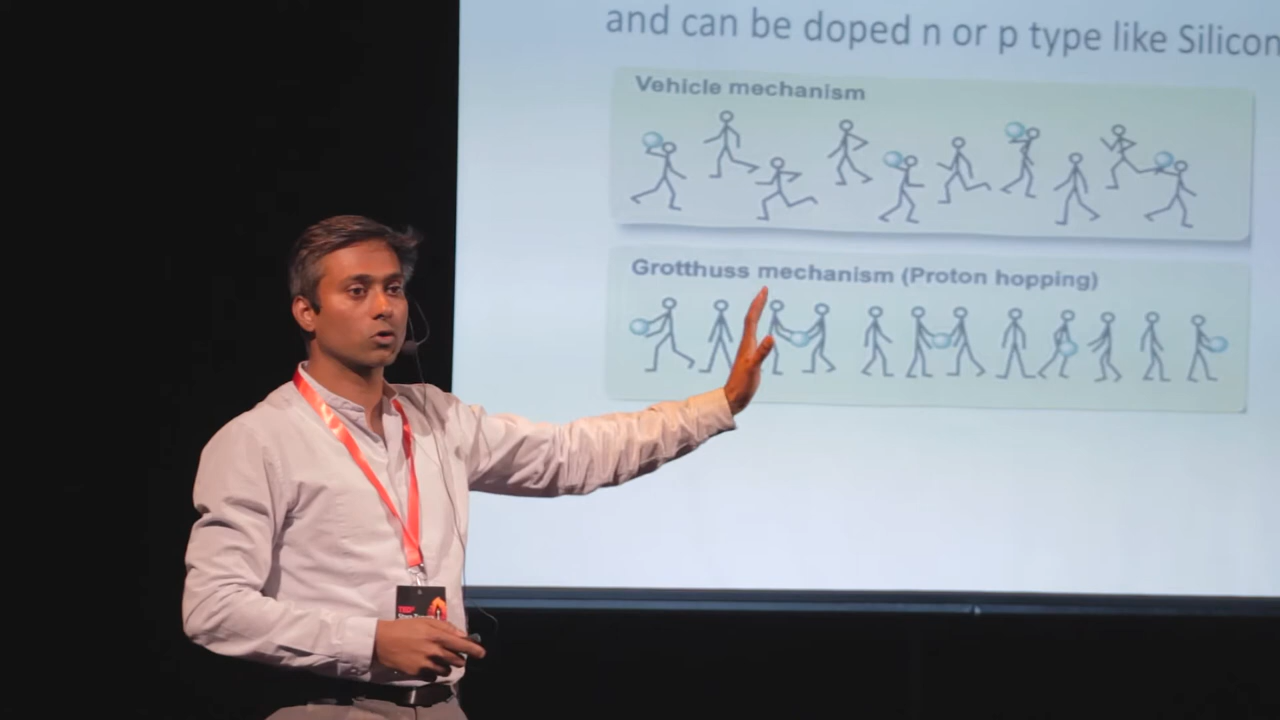 and can be doped n or p type like Silicon
Vehicle mechanism
Grotthuss mechanism (Proton hopping)
TEDx